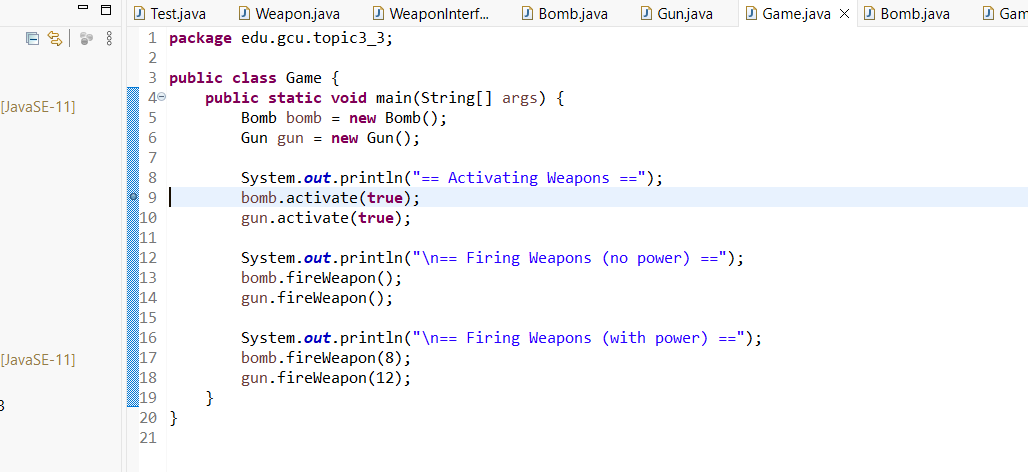 Test.java Weapon.java WeaponInterf... Bomb.java Gun.java Game.java Bomb.java Gam
[JavaSE-11]
[JavaSE-11]
3
1 package edu.gcu.topic3_3;
2
3 public class Game {
4 public static void main(String[] args) {
5 Bomb bomb = new Bomb();
6 Gun gun = new Gun();
7
8 System.out.println("== Activating Weapons ==");
9 bomb.activate(true);
10 gun.activate(true);
11
12 System.out.println("\n== Firing Weapons (no power) ==");
13 bomb.fireWeapon();
14 gun.fireWeapon();
15
16 System.out.println("\n== Firing Weapons (with power) ==");
17 bomb.fireWeapon(8);
18 gun.fireWeapon(12);
19 }
20 }
21